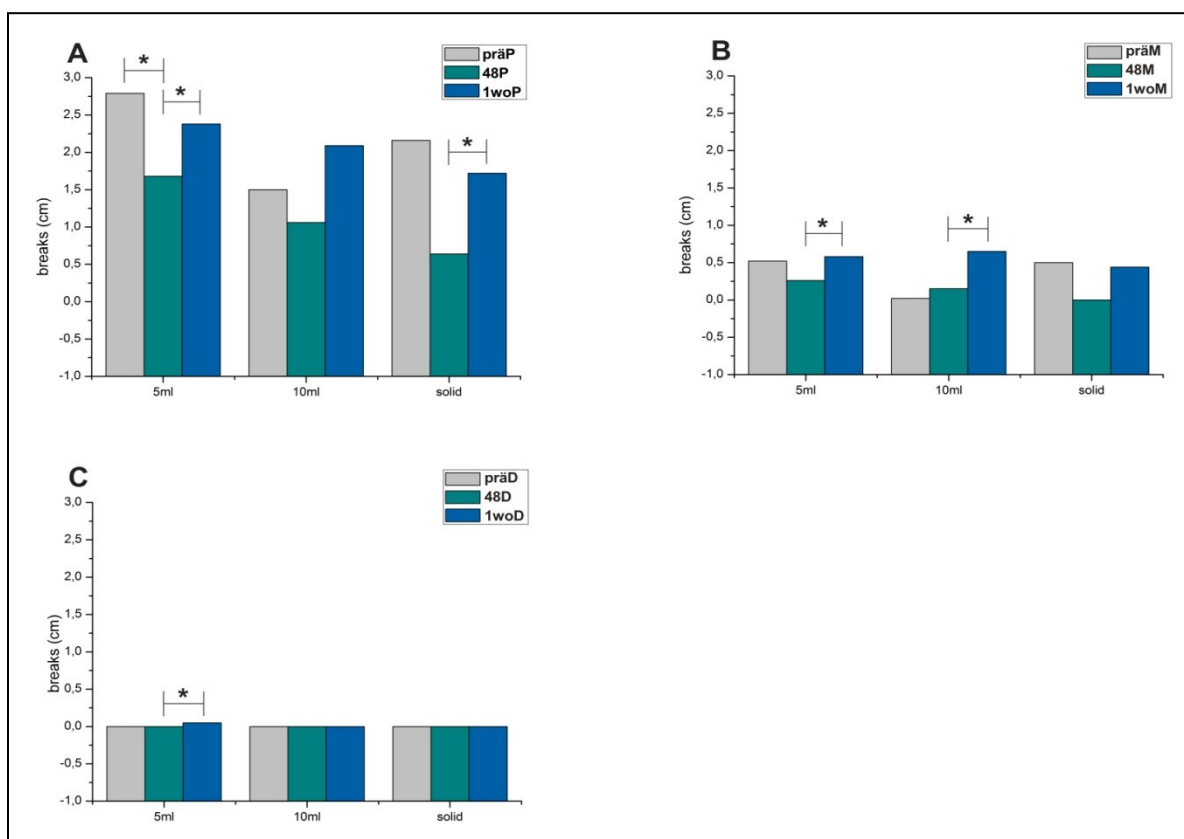 A
präP
48P
1woP
* *
*
3,0
2,5
2,0
1,5
1,0
0,5
0,0
-0,5
-1,0
breaks (cm)
5ml 10ml solid
B
präM
48M
1woM
* *
3,0
2,5
2,0
1,5
1,0
0,5
0,0
-0,5
-1,0
breaks (cm)
5ml 10ml solid
C
präD
48D
1woD
*
3,0
2,5
2,0
1,5
1,0
0,5
0,0
-0,5
-1,0
breaks (cm)
5ml 10ml solid